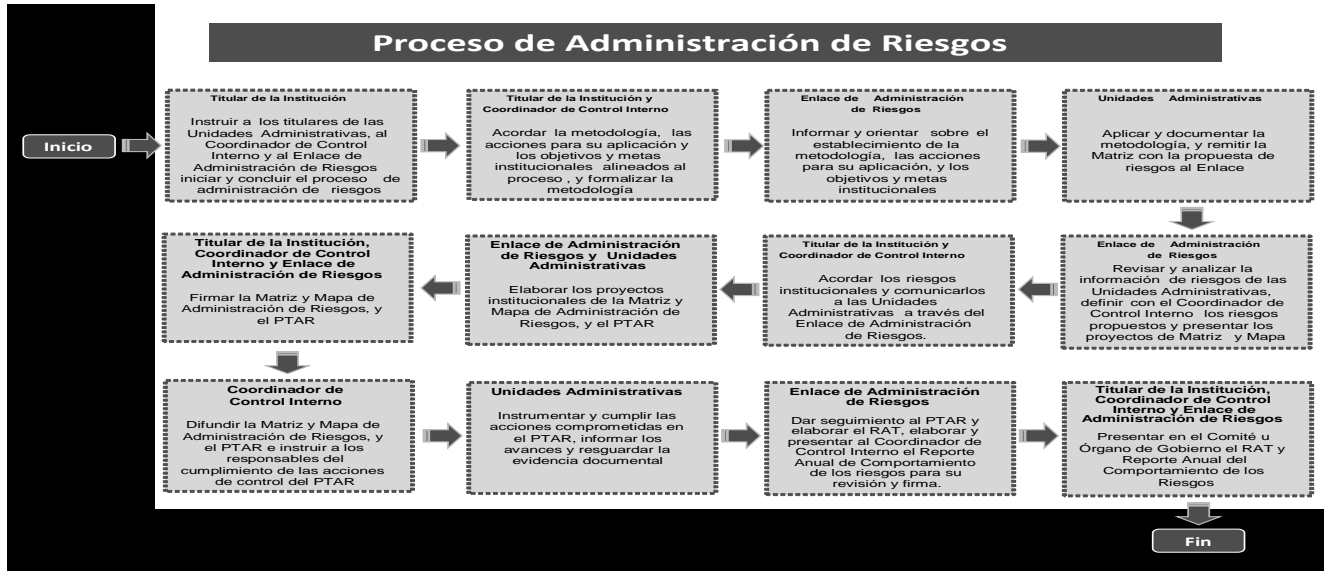 Proceso de Administración de Riesgos
Inicio
Titular de la Institución
Instruir a los titulares de las
Unidades Administrativas, al
Coordinador de Control
Interno y al Enlace de
Administración de Riesgos
iniciar y concluir el proceso de
administración de riesgos
Titular de la Institución y
Coordinador de Control Interno
Acordar la metodología, las
acciones para su aplicación y
los objetivos y metas
institucionales alineados al
proceso , y formalizar la
metodología
Enlace de Administración
de Riesgos
Informar y orientar sobre el
establecimiento de la
metodología, las acciones
para su aplicación, y los
objetivos y metas
institucionales
Unidades Administrativas
Aplicar y documentar la
metodología, y remitir la
Matriz con la propuesta de
riesgos al Enlace
Enlace de Administración
de Riesgos
Revisar y analizar la
información de riesgos de las
Unidades Administrativas,
definir con el Coordinador de
Control Interno los riesgos
propuestos y presentar los
proyectos de Matriz y Mapa
Titular de la Institución y
Coordinador de Control Interno
Acordar los riesgos
institucionales y comunicarlos
a las Unidades
Administrativas a través del
Enlace de Administración
de Riesgos.
Enlace de Administración
de Riesgos y Unidades
Administrativas
Elaborar los proyectos
institucionales de la Matriz y
Mapa de Administración de
Riesgos, y el PTAR
Titular de la Institución,
Coordinador de Control
Interno y Enlace de
Administración de Riesgos
Firmar la Matriz y Mapa de
Administración de Riesgos, y
el PTAR
Coordinador de
Control Interno
Difundir la Matriz y Mapa de
Administración de Riesgos, y
el PTAR e instruir a los
responsables del
cumplimiento de las acciones
de control del PTAR
Unidades Administrativas
Instrumentar y cumplir las
acciones comprometidas en
el PTAR, informar los
avances y resguardar la
evidencia documental
Enlace de Administración
de Riesgos
Dar seguimiento al PTAR y
elaborar el RAT, elaborar y
presentar al Coordinador de
Control Interno el Reporte
Anual de Comportamiento
de los riesgos para su
revisión y firma.
Titular de la Institución,
Coordinador de Control
Interno y Enlace de
Administración de Riesgos
Presentar en el Comité u
Órgano de Gobierno el RAT y
Reporte Anual del
Comportamiento de los
Riesgos
Fin